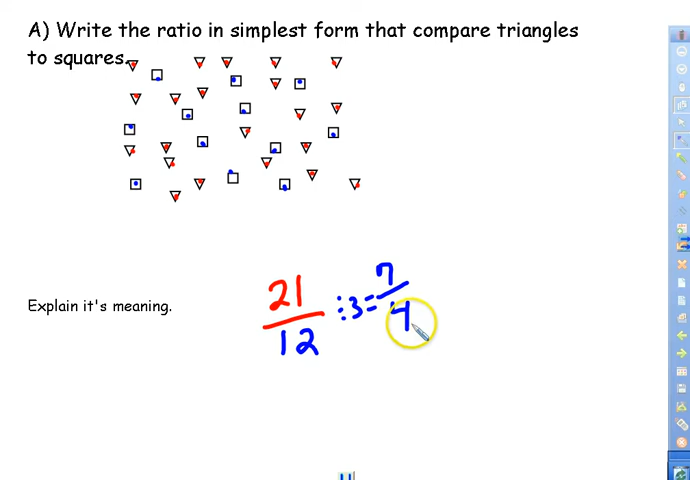 A) Write the ratio in simplest form that compare triangles
to squares.
Explain it's meaning.
21/12 ÷3=7/4